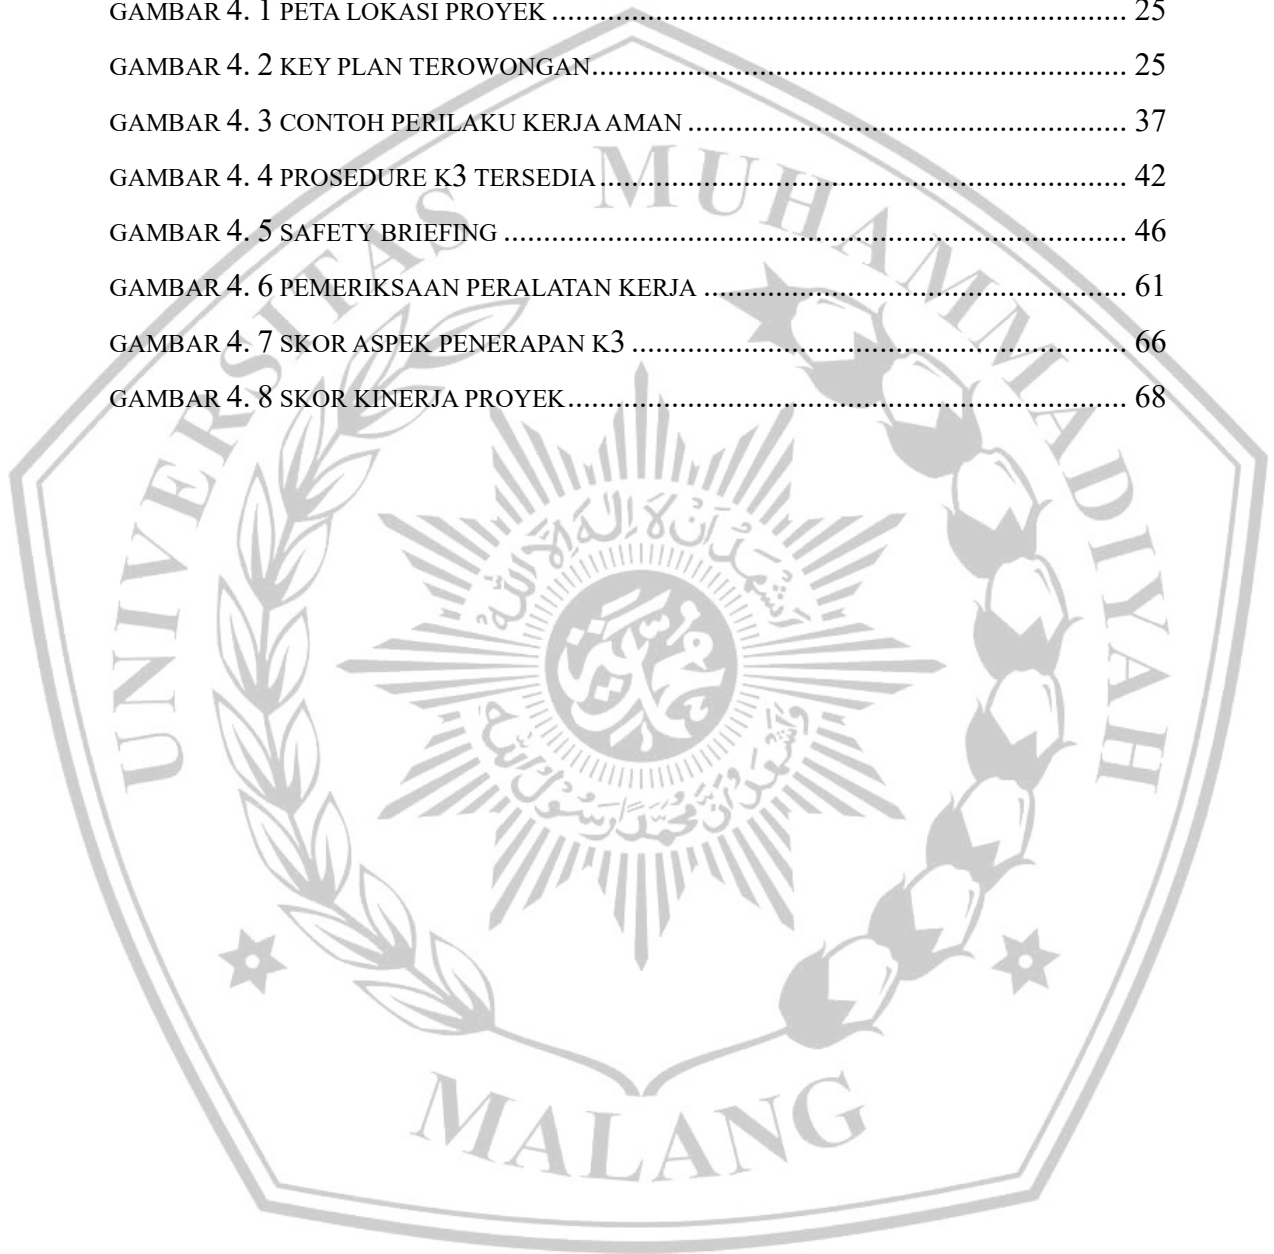 GAMBAR 4. 1 PETA LOKASI PROYEK ........................................................................ 25
GAMBAR 4. 2 KEY PLAN TEROWONGAN................................................................... 25
GAMBAR 4. 3 CONTOH PERILAKU KERJA AMAN ....................................................... 37
GAMBAR 4. 4 PROSEDURE K3 TERSEDIA.................................................................. 42
GAMBAR 4. 5 SAFETY BRIEFING .............................................................................. 46
GAMBAR 4. 6 PEMERIKSAAN PERALATAN KERJA ..................................................... 61
GAMBAR 4. 7 SKOR ASPEK PENERAPAN K3 .............................................................. 66
GAMBAR 4. 8 SKOR KINERJA PROYEK...................................................................... 68
UNIVERSITAS MUHAMMADIYAH
MALANG